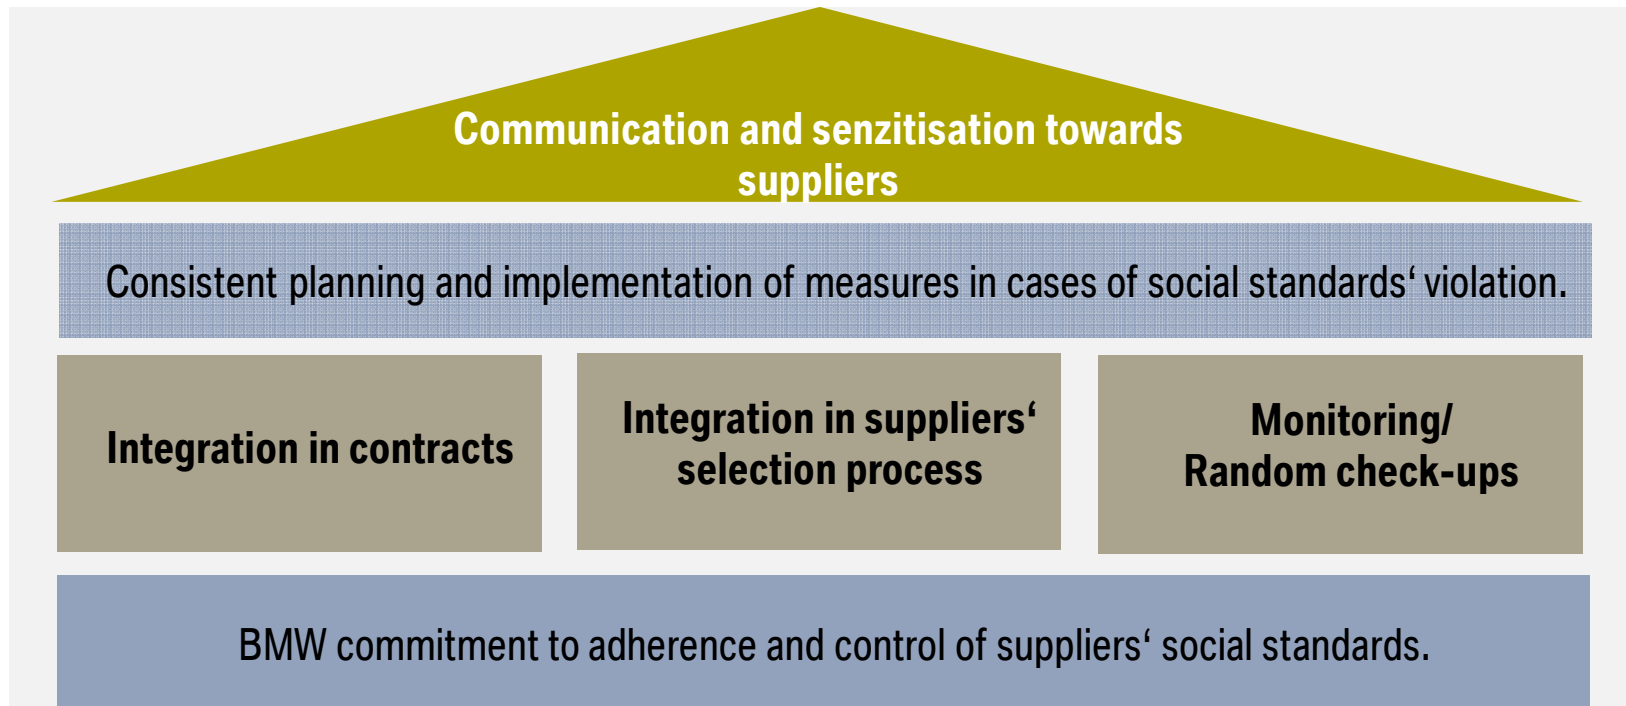 Communication and senzitisation towards
suppliers
Consistent planning and implementation of measures in cases of social standards‘ violation.
Integration in contracts
Integration in suppliers‘
selection process
Monitoring/
Random check-ups
BMW commitment to adherence and control of suppliers‘ social standards.